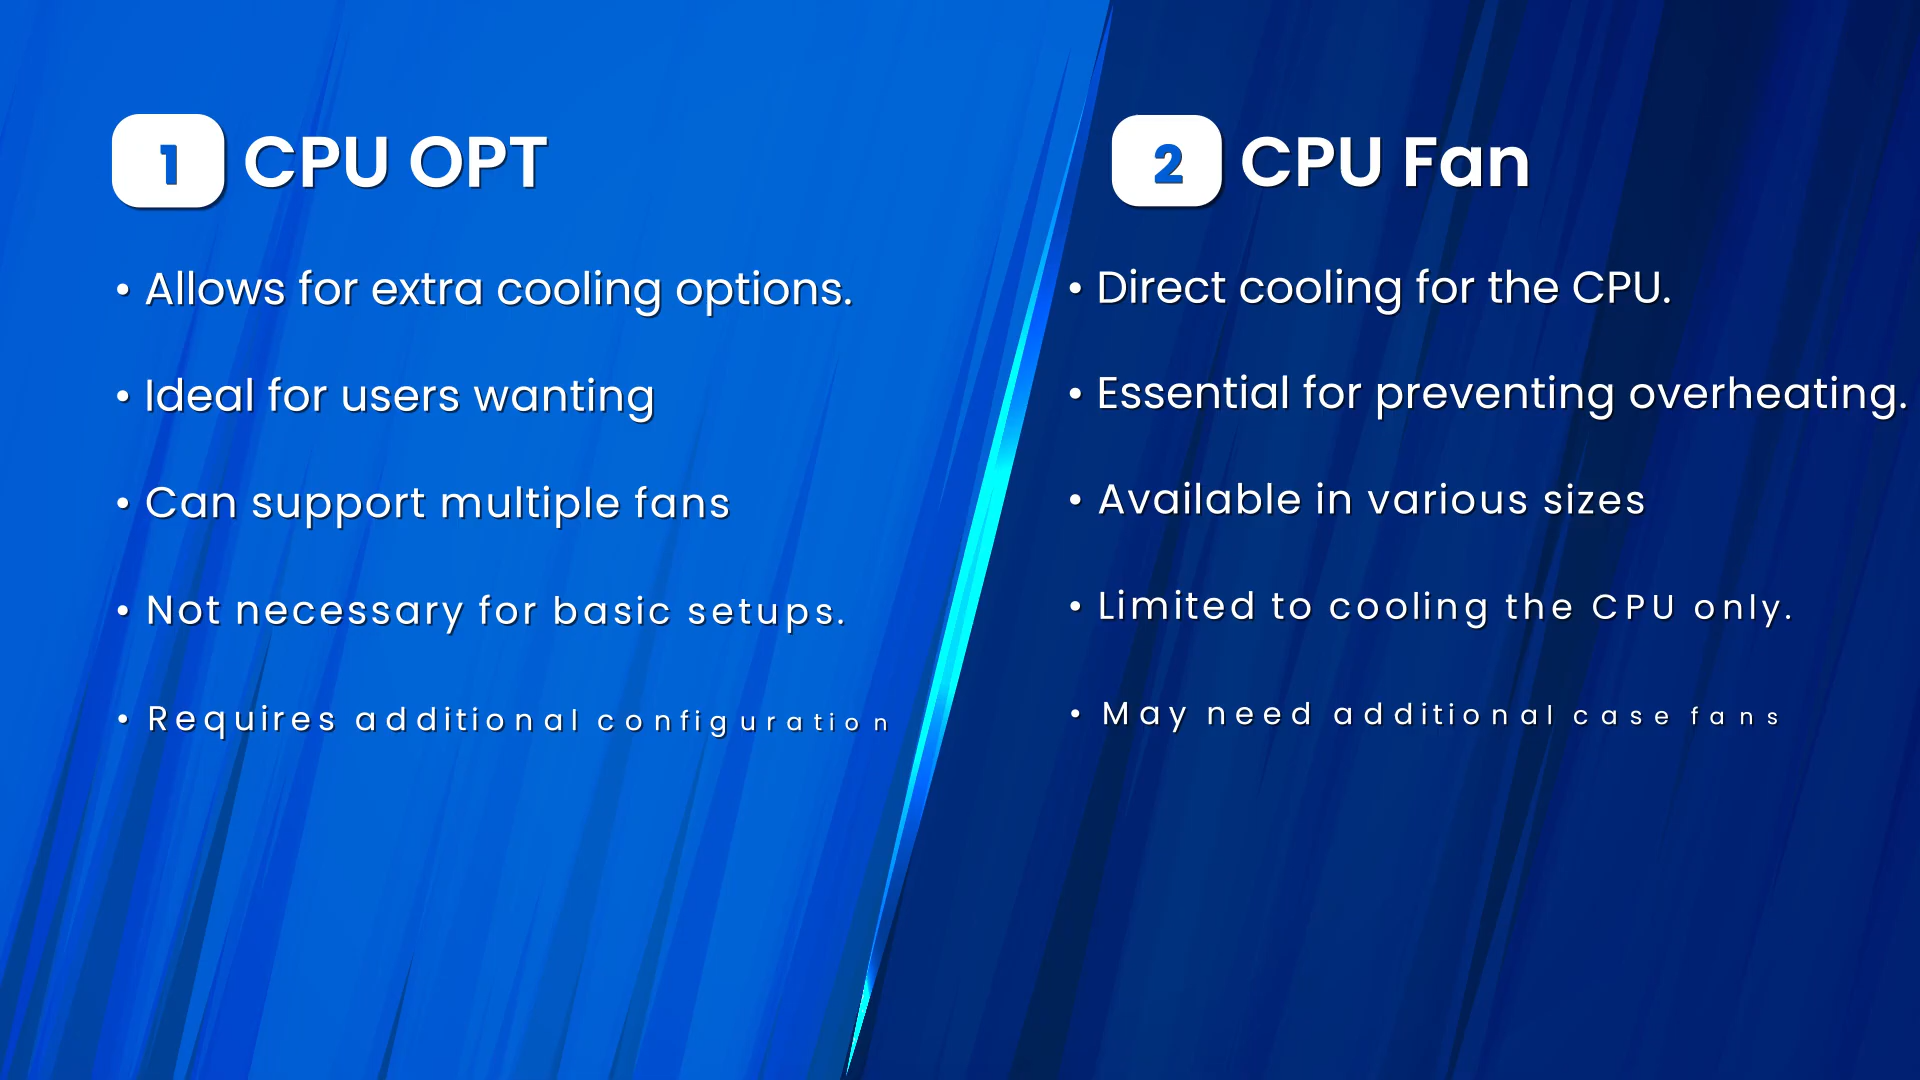 1 CPU OPT
• Allows for extra cooling options.
• Ideal for users wanting
• Can support multiple fans
• Not necessary for basic setups.
• Requires additional configuration
2 CPU Fan
• Direct cooling for the CPU.
• Essential for preventing overheating.
• Available in various sizes
• Limited to cooling the CPU only.
• May need additional case fans